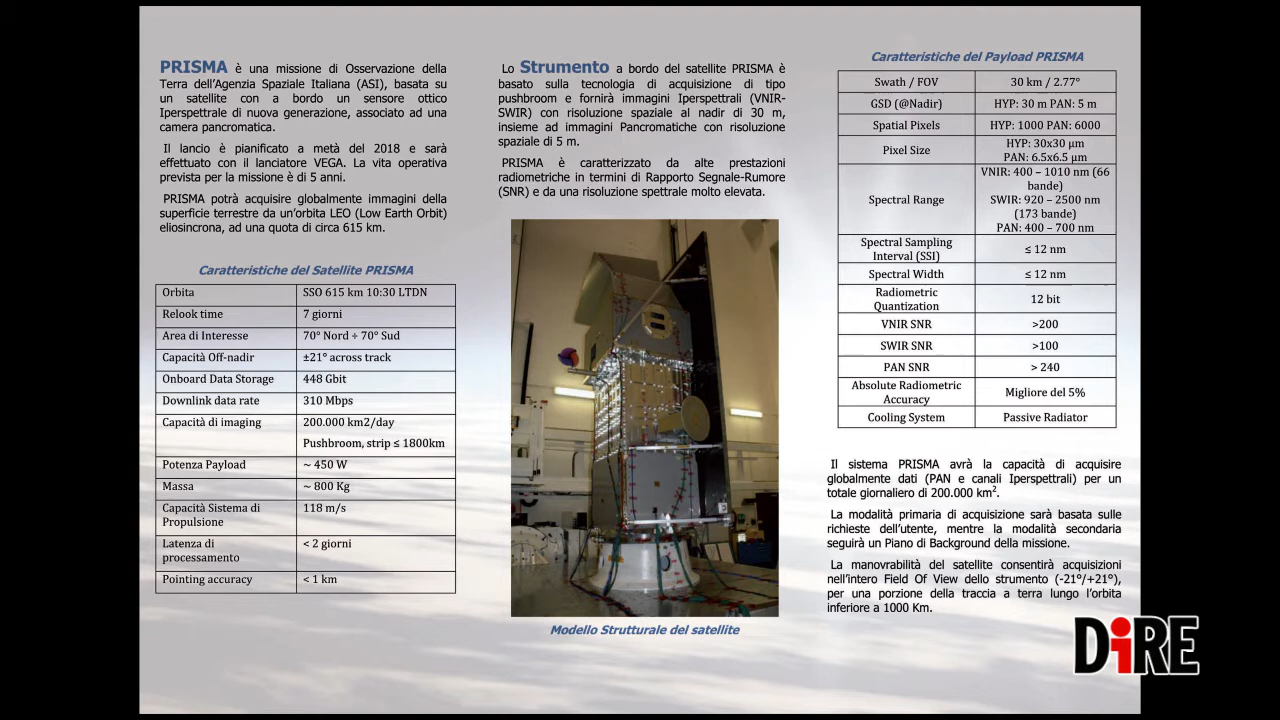 PRISMA è una missione di Osservazione della
Terra dell'Agenzia Spaziale Italiana (ASI), basata su
un satellite con a bordo un sensore ottico
Iperspettrale di nuova generazione, associato ad una
camera pancromatica.
Il lancio è pianificato a metà del 2018 e sarà
effettuato con il lanciatore VEGA. La vita operativa
prevista per la missione è di 5 anni.
PRISMA potrà acquisire globalmente immagini della
superficie terrestre da un'orbita LEO (Low Earth Orbit)
eliosincrona, ad una quota di circa 615 km.
Caratteristiche del Satellite PRISMA
Orbita SSO 615 km 10:30 LTDN
Relook time 7 giorni
Area di Interesse 70° Nord ÷ 70° Sud
Capacità Off-nadir ±21° across track
Onboard Data Storage 448 Gbit
Downlink data rate 310 Mbps
Capacità di imaging 200.000 km2/day
Pushbroom, strip ≤ 1800km
Potenza Payload ~ 450 W
Massa ~ 800 Kg
Capacità Sistema di 118 m/s
Propulsione
Latenza di < 2 giorni
processamento
Pointing accuracy < 1 km
Lo Strumento a bordo del satellite PRISMA è
basato sulla tecnologia di acquisizione di tipo
pushbroom e fornirà immagini Iperspettrali (VNIR-
SWIR) con risoluzione spaziale al nadir di 30 m,
insieme ad immagini Pancromatiche con risoluzione
spaziale di 5 m.
PRISMA è caratterizzato da alte prestazioni
radiometriche in termini di Rapporto Segnale-Rumore
(SNR) e da una risoluzione spettrale molto elevata.
Modello Strutturale del satellite
Caratteristiche del Payload PRISMA
Swath / FOV 30 km / 2.77°
GSD (@Nadir) HYP: 30 m PAN: 5 m
Spatial Pixels HYP: 1000 PAN: 6000
Pixel Size HYP: 30x30 µm
PAN: 6.5x6.5 µm
Spectral Range VNIR: 400 – 1010 nm (66
bande)
SWIR: 920 – 2500 nm
(173 bande)
PAN: 400 – 700 nm
Spectral Sampling
Interval (SSI) ≤ 12 nm
Spectral Width ≤ 12 nm
Radiometric
Quantization 12 bit
VNIR SNR >200
SWIR SNR >100
PAN SNR > 240
Absolute Radiometric
Accuracy Migliore del 5%
Cooling System Passive Radiator
Il sistema PRISMA avrà la capacità di acquisire
globalmente dati (PAN e canali Iperspettrali) per un
totale giornaliero di 200.000 km².
La modalità primaria di acquisizione sarà basata sulle
richieste dell'utente, mentre la modalità secondaria
seguirà un Piano di Background della missione.
La manovrabilità del satellite consentirà acquisizioni
nell'intero Field Of View dello strumento (-21°/+21°),
per una porzione della traccia a terra lungo l'orbita
inferiore a 1000 Km.
DiRE